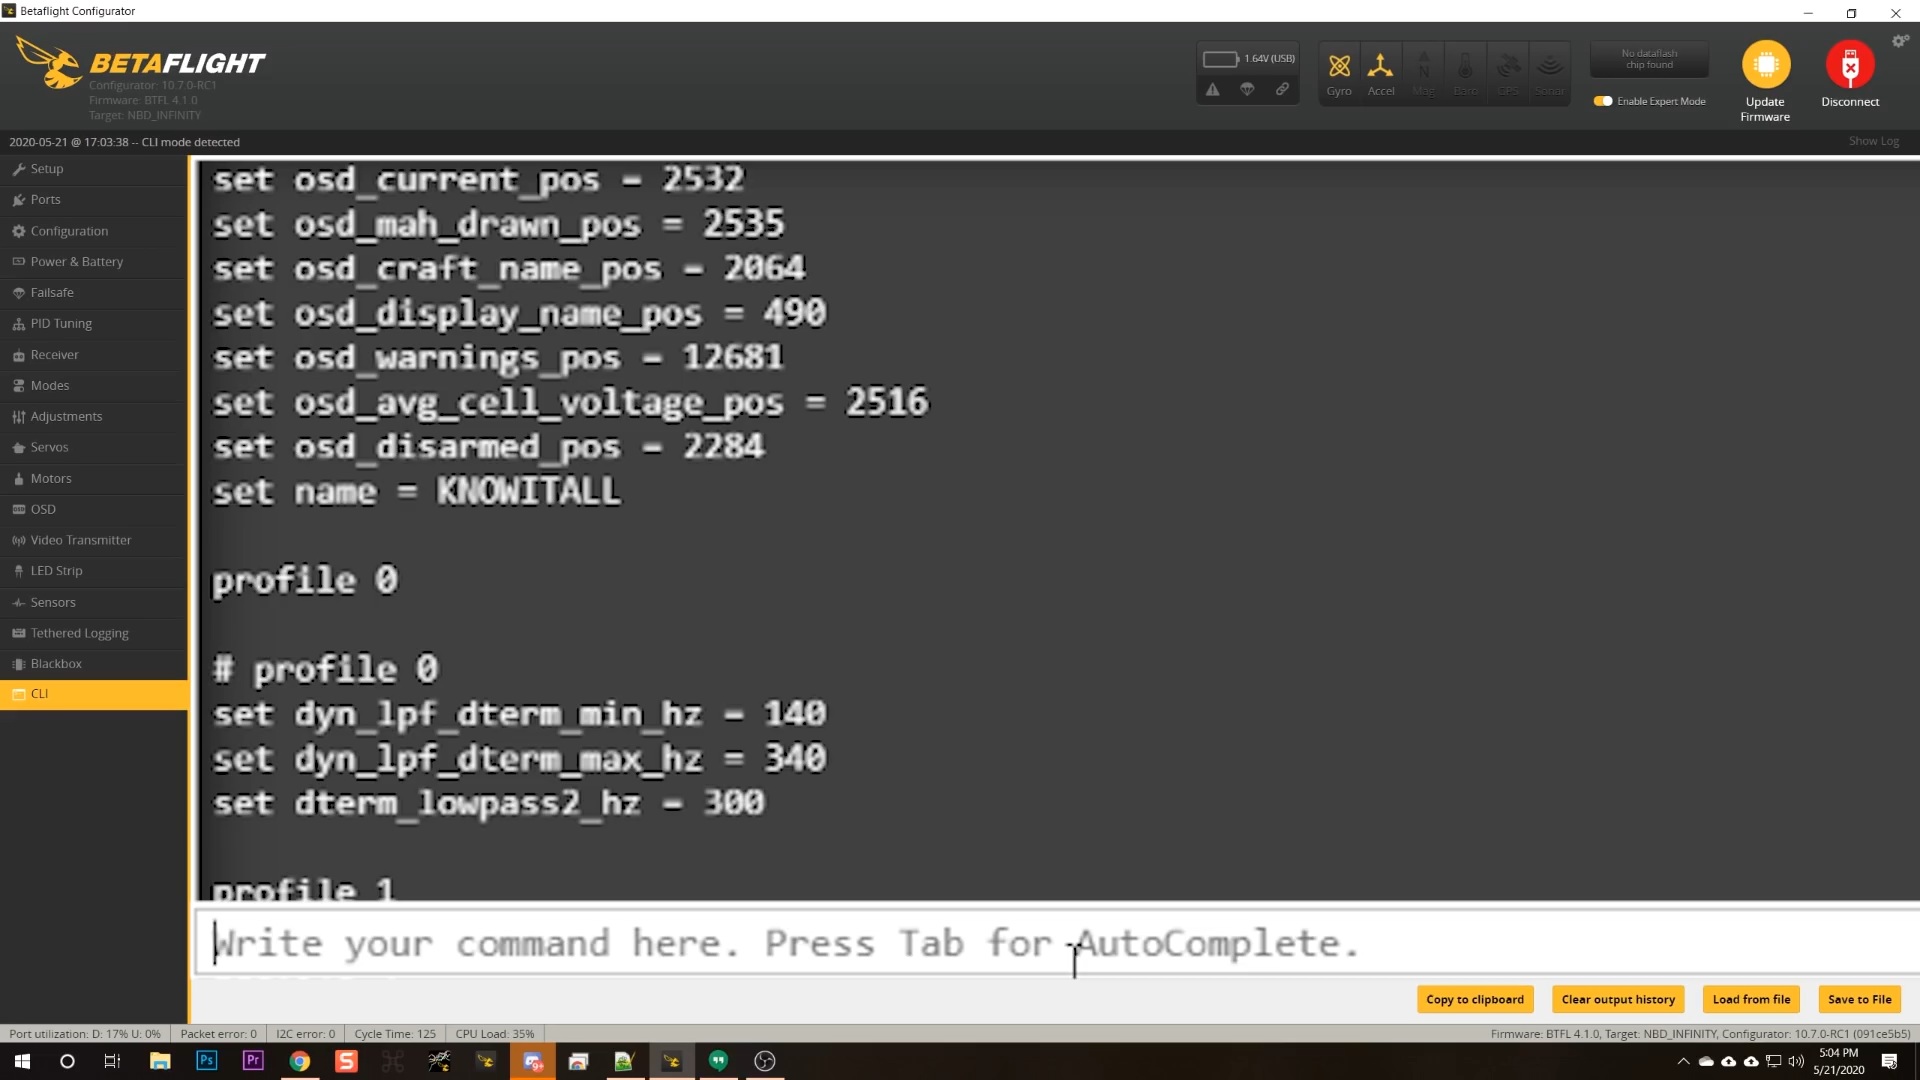 Betaflight Configurator
BETAFLIGHT
Configurator: 10.7.0-RC1
Firmware: BTFL 4.1.0
Target: NBD_INFINITY
1.64V (USB)
Gyro
Accel
Mag
Baro
GPS
Sonar
No dataflash
chip found
Enable Expert Mode
Update
Firmware
Disconnect
2020-05-21 @ 17:03:38 -- CLI mode detected
Show Log
Setup
Ports
Configuration
Power & Battery
Failsafe
PID Tuning
Receiver
Modes
Adjustments
Servos
Motors
OSD
Video Transmitter
LED Strip
Sensors
Tethered Logging
Blackbox
CLI
set osd_current_pos = 2532
set osd_mah_drawn_pos = 2535
set osd_craft_name_pos = 2064
set osd_display_name_pos = 490
set osd_warnings_pos = 12681
set osd_avg_cell_voltage_pos = 2516
set osd_disarmed_pos = 2284
set name = KNOWITALL
profile 0
# profile 0
set dyn_lpf_dterm_min_hz = 140
set dyn_lpf_dterm_max_hz = 340
set dterm_lowpass2_hz = 300
profile 1
Write your command here. Press Tab for AutoComplete.
Copy to clipboard
Clear output history
Load from file
Save to File
Port utilization: D: 17% U: 0%
Packet error: 0
I2C error: 0
Cycle Time: 125
CPU Load: 35%
Firmware: BTFL 4.1.0, Target: NBD_INFINITY, Configurator: 10.7.0-RC1 (091ce5b5)
Ps
Pr
S
9+
5:04 PM
5/21/2020